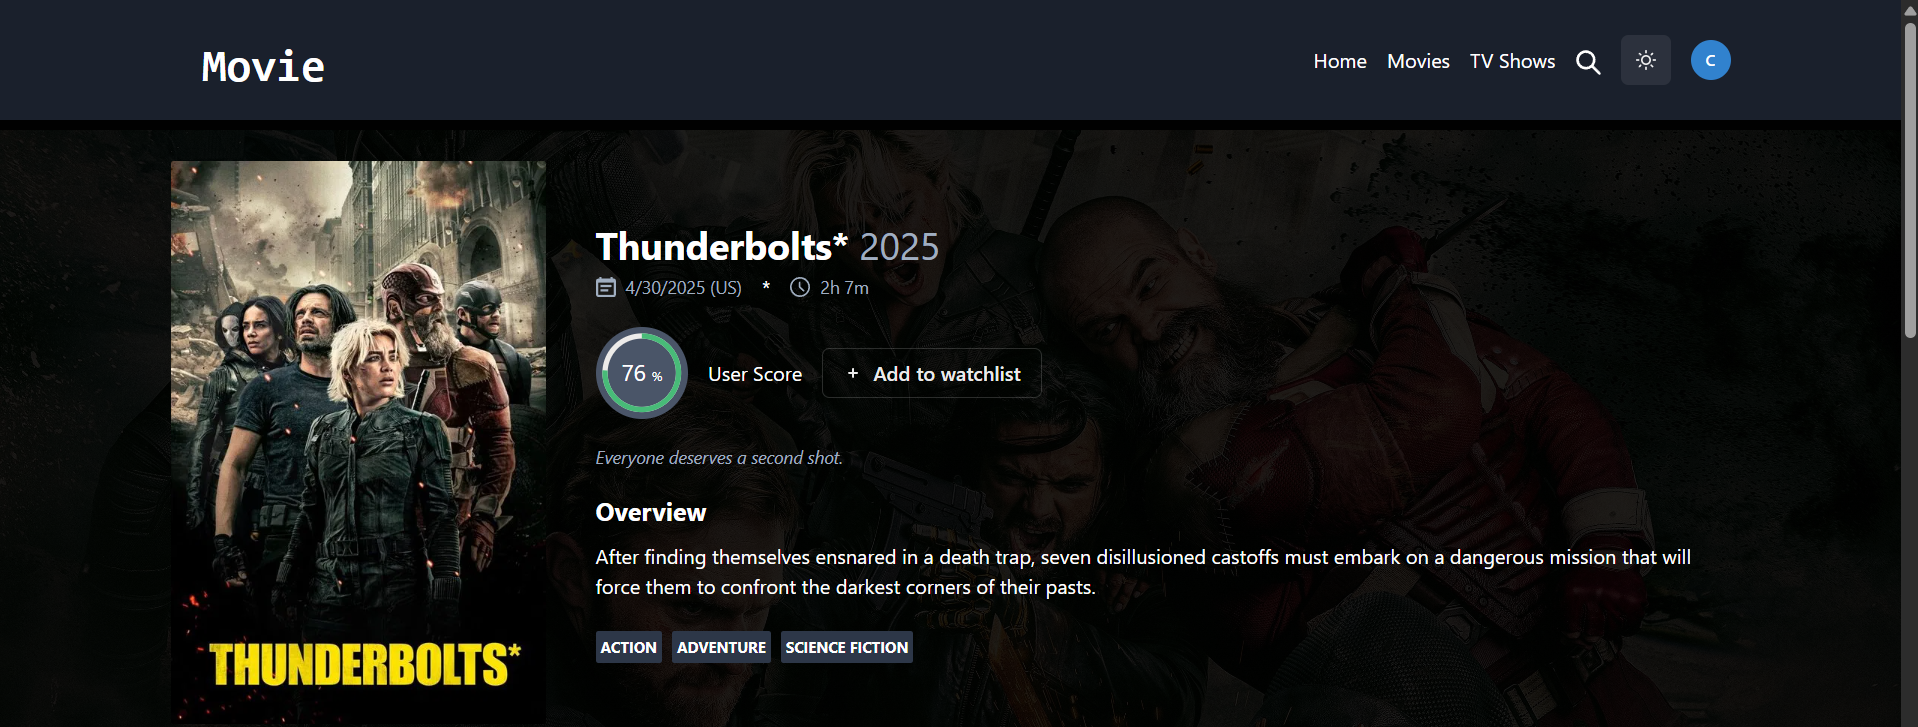 Movie
Home Movies TV Shows C
Thunderbolts* 2025
4/30/2025 (US) * 2h 7m
76 % User Score + Add to watchlist
Everyone deserves a second shot.
Overview
After finding themselves ensnared in a death trap, seven disillusioned castoffs must embark on a dangerous mission that will
force them to confront the darkest corners of their pasts.
ACTION ADVENTURE SCIENCE FICTION
THUNDERBOLTS*